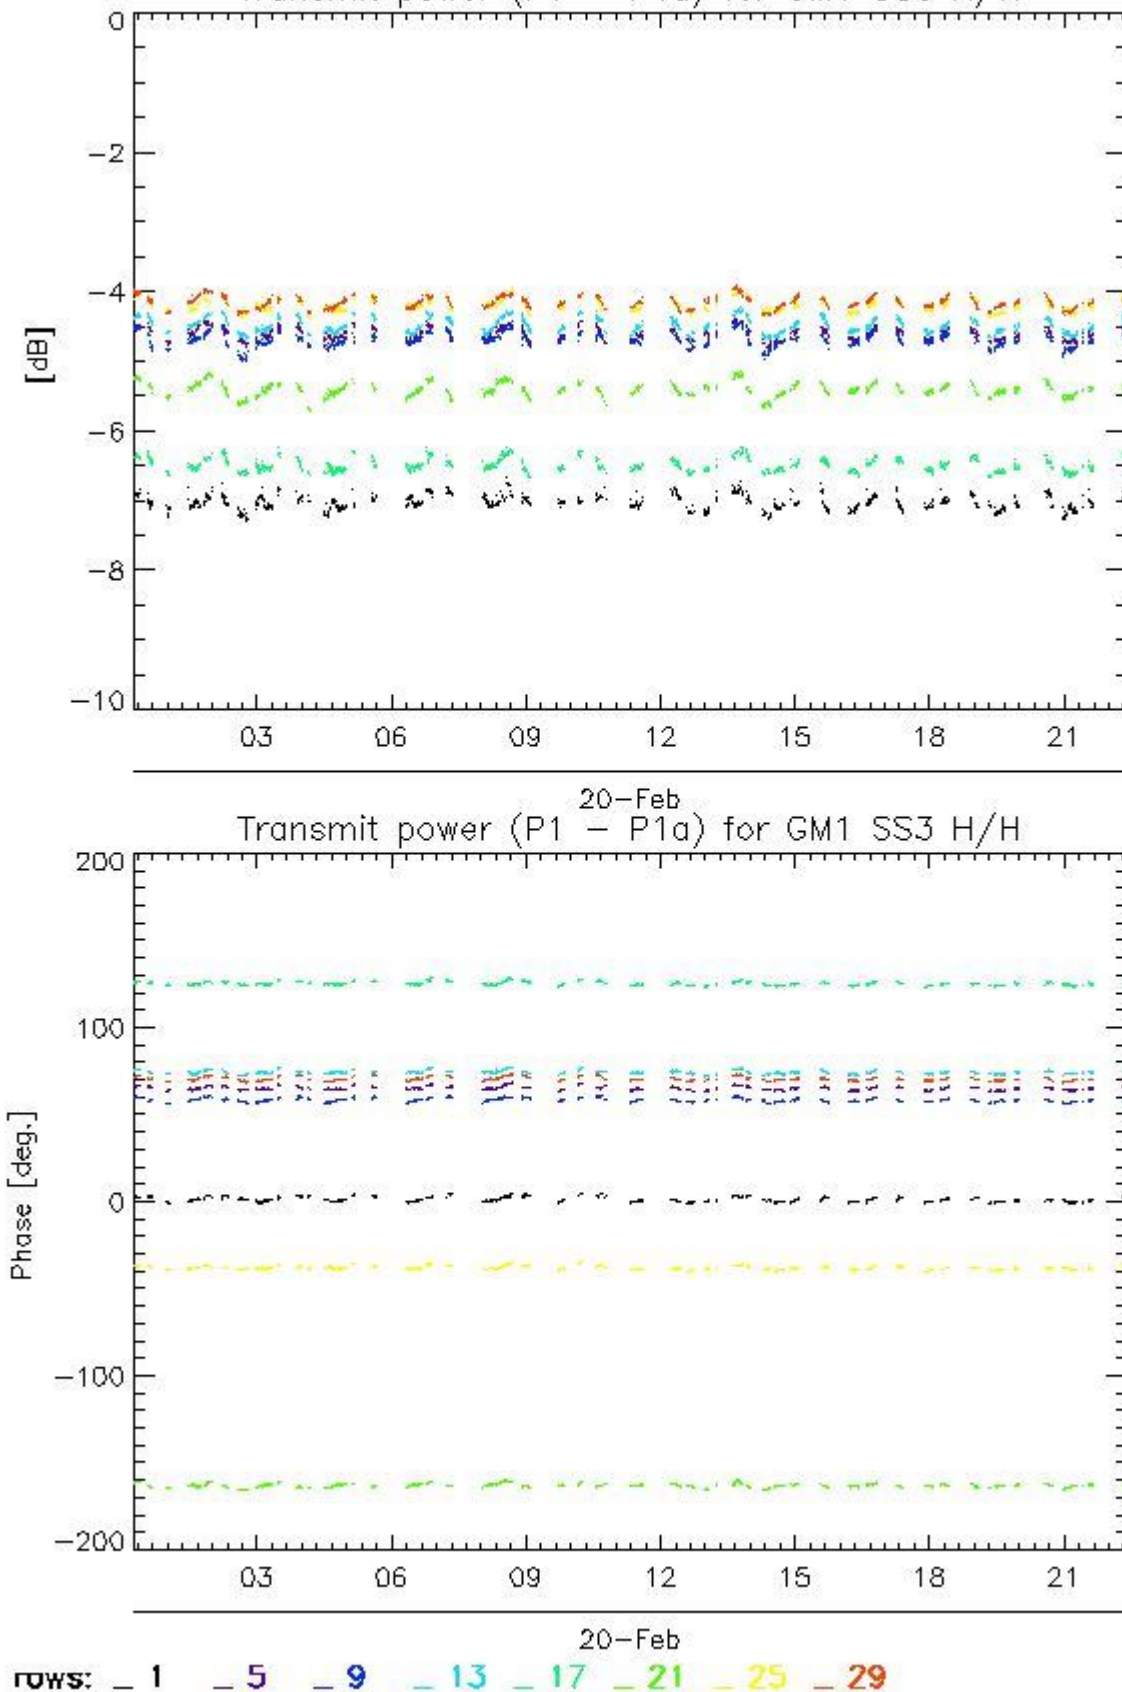 0
-2
-4
[dB]
-6
-8
-10
03 06 09 12 15 18 21
20-Feb
Transmit power (P1 - P1a) for GM1 SS3 H/H
200
100
Phase [deg.]
0
-100
-200
03 06 09 12 15 18 21
20-Feb
rows: _ 1 _ 5 _ 9 _ 13 _ 17 _ 21 _ 25 _ 29